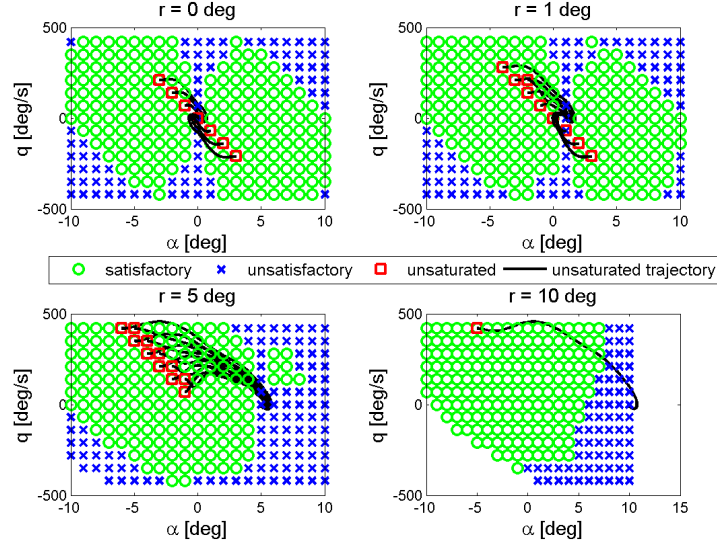 r = 0 deg
r = 1 deg
q [deg/s]
500
0
-500
-10 -5 0 5 10
α [deg]
q [deg/s]
500
0
-500
-10 -5 0 5 10
α [deg]
satisfactory unsatisfactory unsaturated unsaturated trajectory
r = 5 deg
r = 10 deg
q [deg/s]
500
0
-500
-10 -5 0 5 10
α [deg]
q [deg/s]
500
0
-500
-10 -5 0 5 10 15
α [deg]